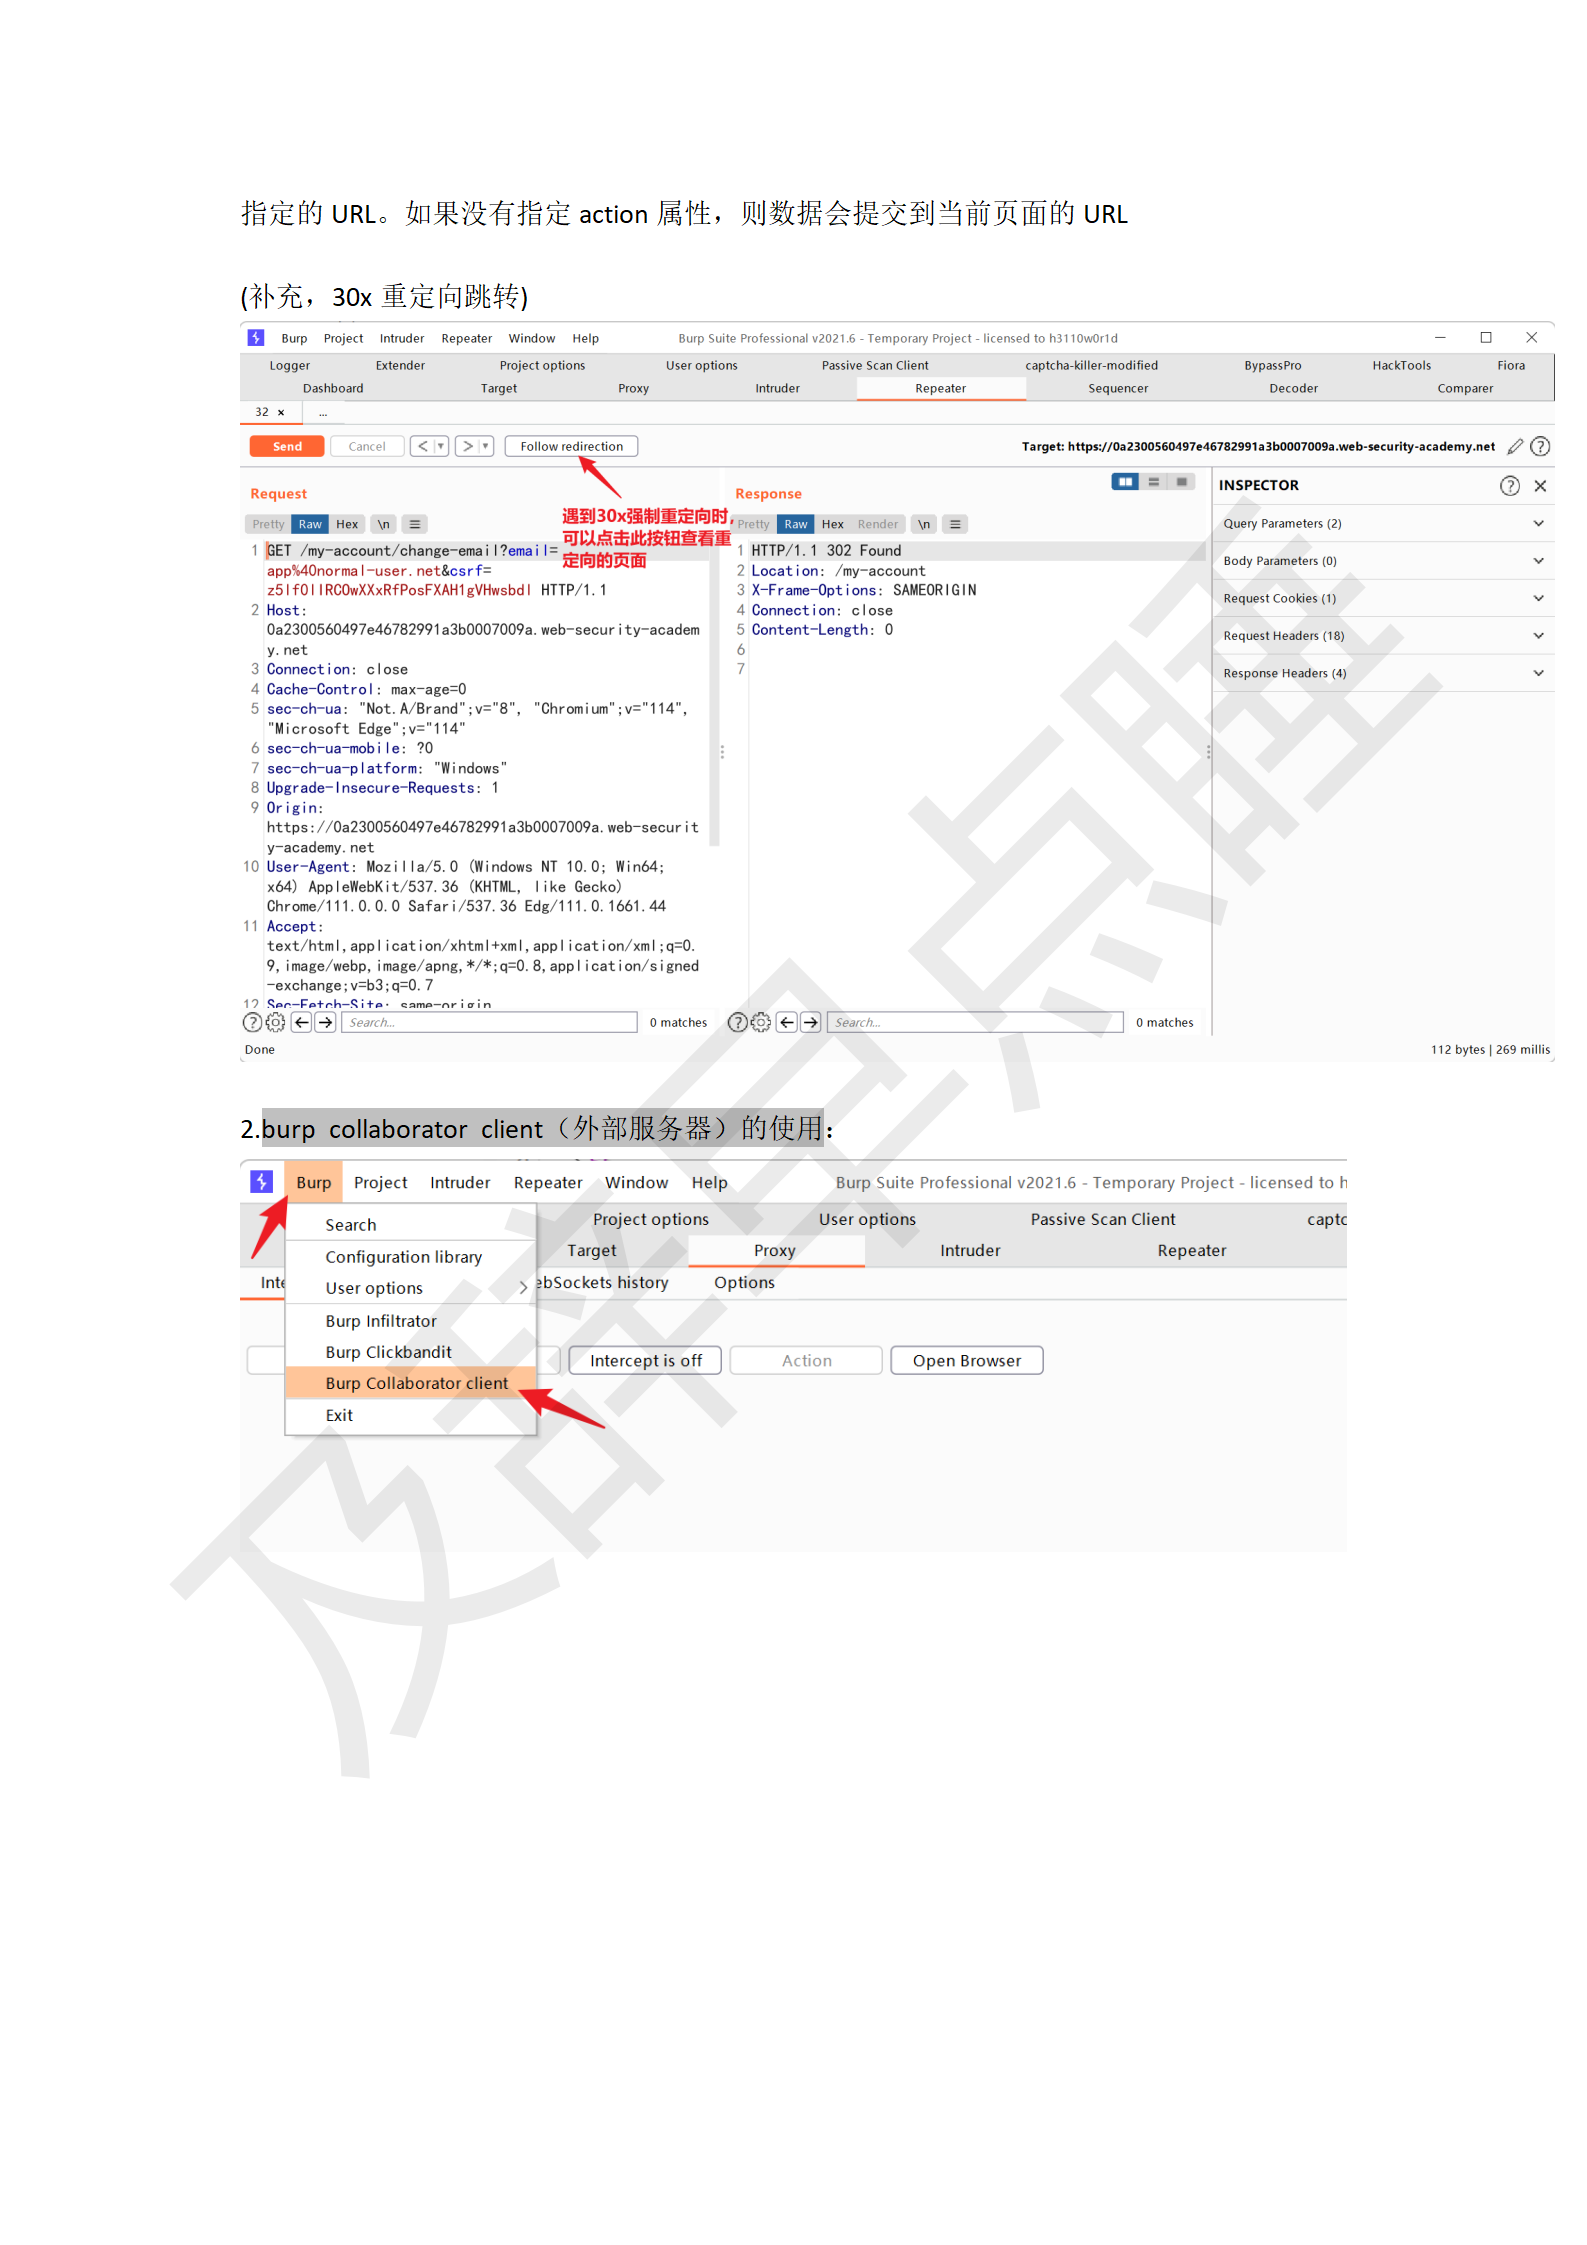 指定的 URL。如果没有指定 action 属性，则数据会提交到当前页面的 URL
(补充，30x 重定向跳转)
Burp Project Intruder Repeater Window Help Burp Suite Professional v2021.6 - Temporary Project - licensed to h3110w0r1d
Logger Extender Project options User options Passive Scan Client captcha-killer-modified BypassPro HackTools Fiora
Dashboard Target Proxy Intruder Repeater Sequencer Decoder Comparer
32 × ...
Send Cancel < > Follow redirection Target: https://0a2300560497e46782991a3b0007009a.web-security-academy.net
Request
Pretty Raw Hex \n
遇到30x强制重定向时，
可以点击此按钮查看重
定向的页面
1 GET /my-account/change-email?email=
app%40normal-user.net&csrf=
HTTP/1.1
2 Host:
0a2300560497e46782991a3b0007009a.web-security-academ
y.net
3 Connection: close
4 Cache-Control: max-age=0
5 sec-ch-ua: "Not.A/Brand";v="8", "Chromium";v="114",
"Microsoft Edge";v="114"
6 sec-ch-ua-mobile: ?0
7 sec-ch-ua-platform: "Windows"
8 Upgrade-Insecure-Requests: 1
9 Origin:
https://0a2300560497e46782991a3b0007009a.web-securit
y-academy.net
10 User-Agent: Mozilla/5.0 (Windows NT 10.0; Win64;
x64) AppleWebKit/537.36 (KHTML, like Gecko)
Chrome/111.0.0.0 Safari/537.36 Edg/111.0.1661.44
11 Accept:
text/html,application/xhtml+xml,application/xml;q=0.
9,image/webp,image/apng,*/*;q=0.8,application/signed
-exchange;v=b3;q=0.7
12 Sec-Fetch-Site: same-origin
Search... 0 matches
Response
Pretty Raw Hex Render \n
1 HTTP/1.1 302 Found
2 Location: /my-account
3 X-Frame-Options: SAMEORIGIN
4 Connection: close
5 Content-Length: 0
6
7
Search... 0 matches
INSPECTOR
Query Parameters (2)
Body Parameters (0)
Request Cookies (1)
Request Headers (18)
Response Headers (4)
Done 112 bytes | 269 millis
2.burp collaborator client（外部服务器）的使用：
Burp Project Intruder Repeater Window Help Burp Suite Professional v2021.6 - Temporary Project - licensed to h
Project options User options Passive Scan Client captc
Target Proxy Intruder Repeater
Inte ebSockets history Options
Search
Configuration library
User options
Burp Infiltrator
Burp Clickbandit
Burp Collaborator client
Exit
Intercept is off Action Open Browser
及辞早点睡